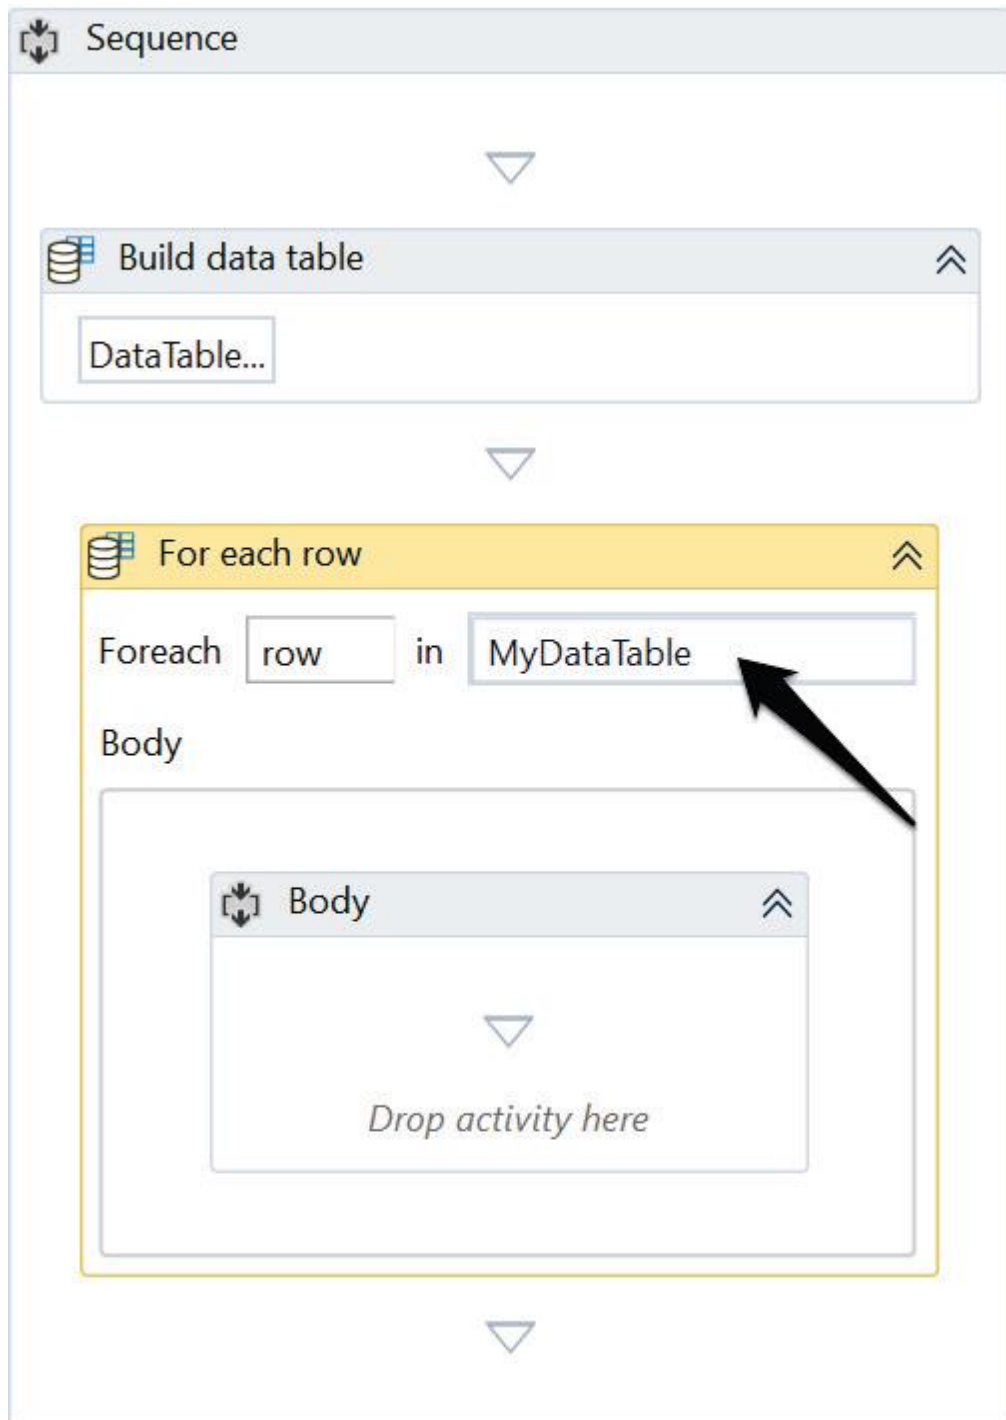 Sequence
Build data table
DataTable...
For each row
Foreach row in MyDataTable
Body
Body
Drop activity here